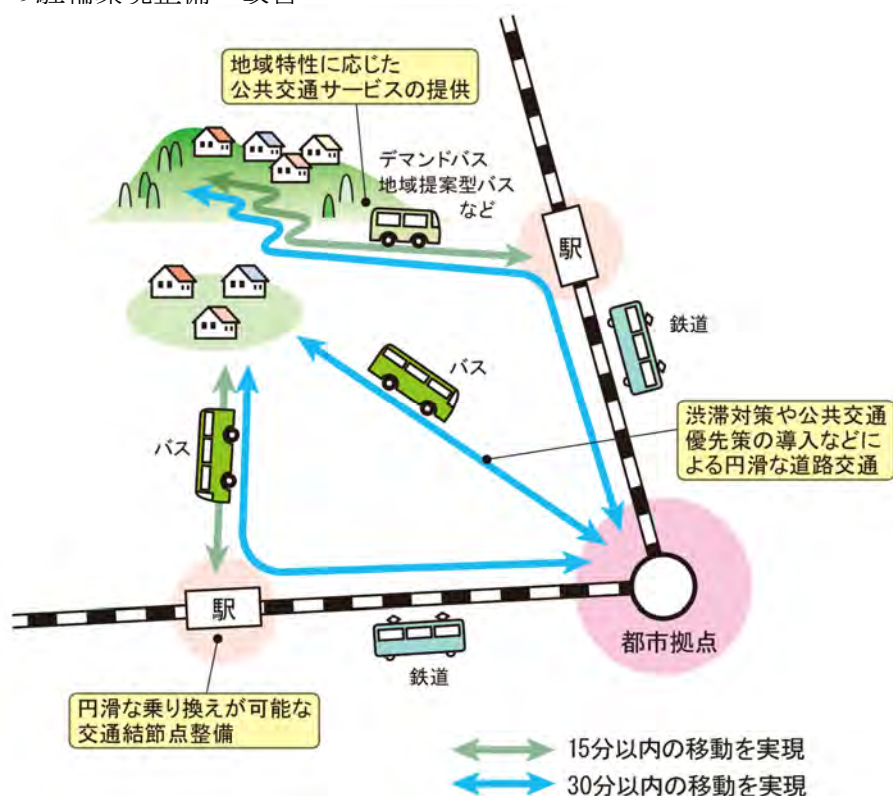 地域特性に応じた
公共交通サービスの提供
デマンドバス
地域提案型バス
など
駅
鉄道
バス
渋滞対策や公共交通
優先策の導入などに
よる円滑な道路交通
バス
駅
都市拠点
鉄道
円滑な乗り換えが可能な
交通結節点整備
15分以内の移動を実現
30分以内の移動を実現